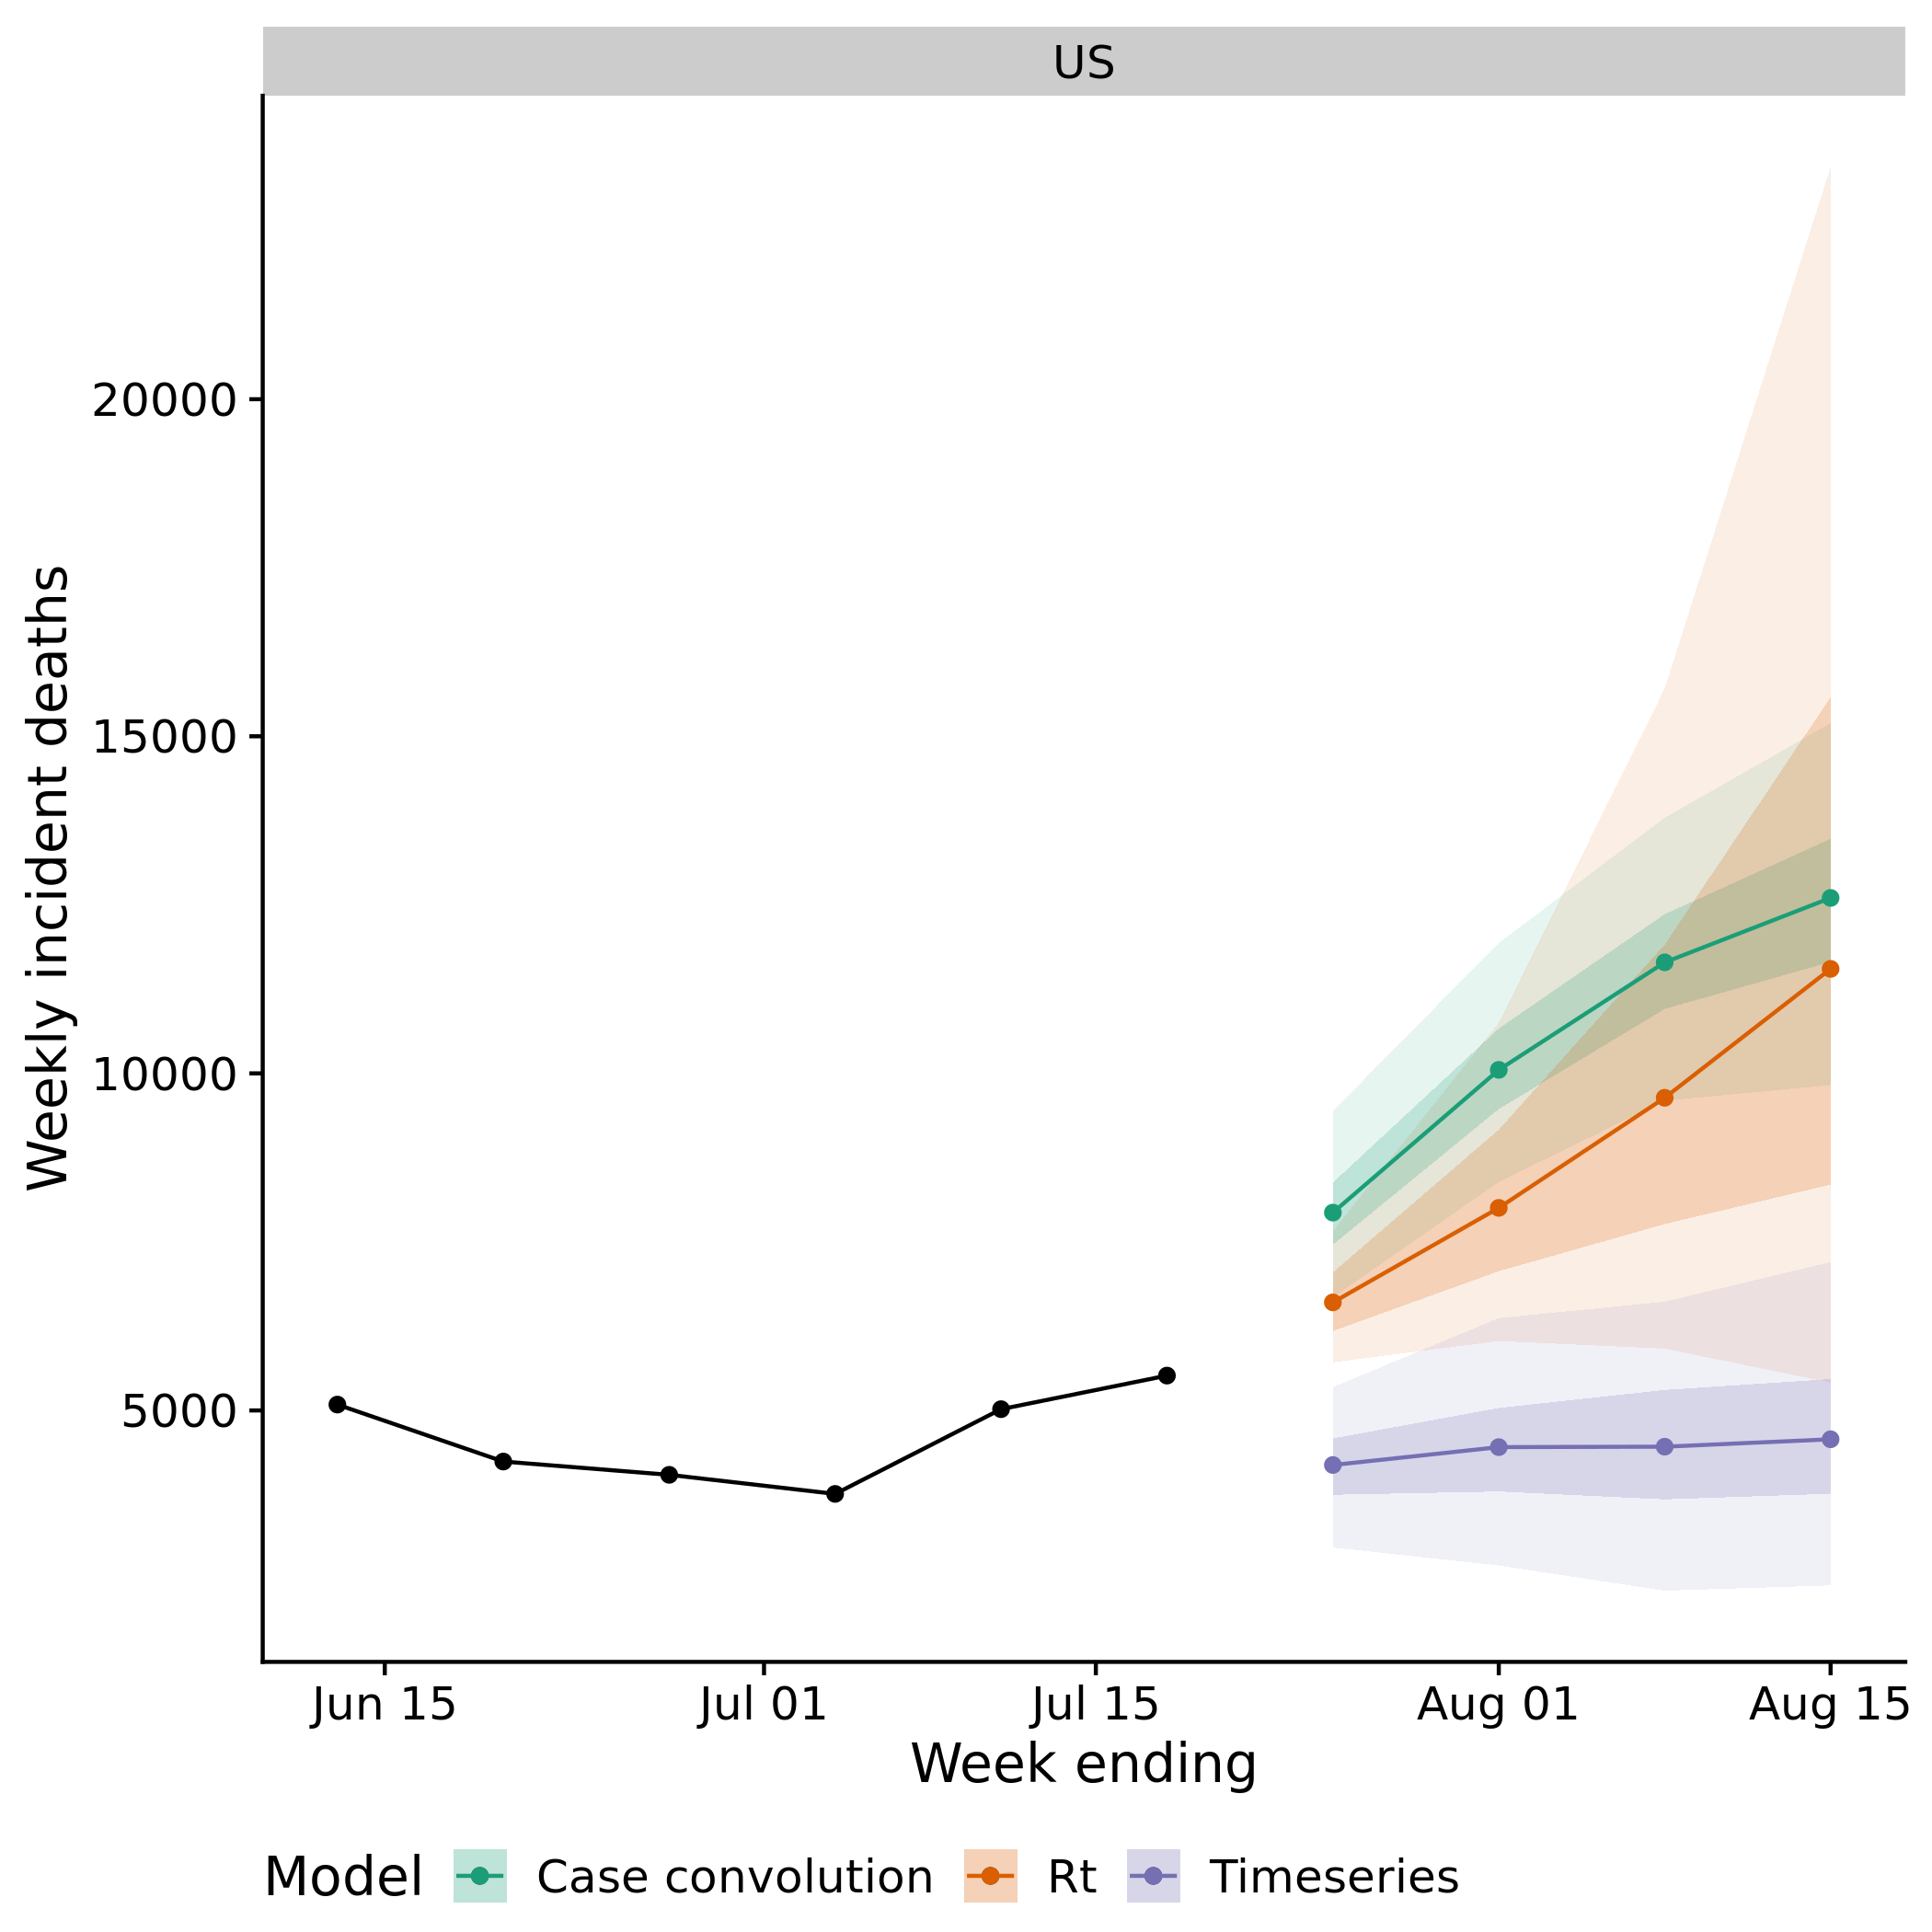 US
Weekly incident deaths
20000
15000
10000
5000
Jun 15 Jul 01 Jul 15 Aug 01 Aug 15
Week ending
Model Case convolution Rt Timeseries